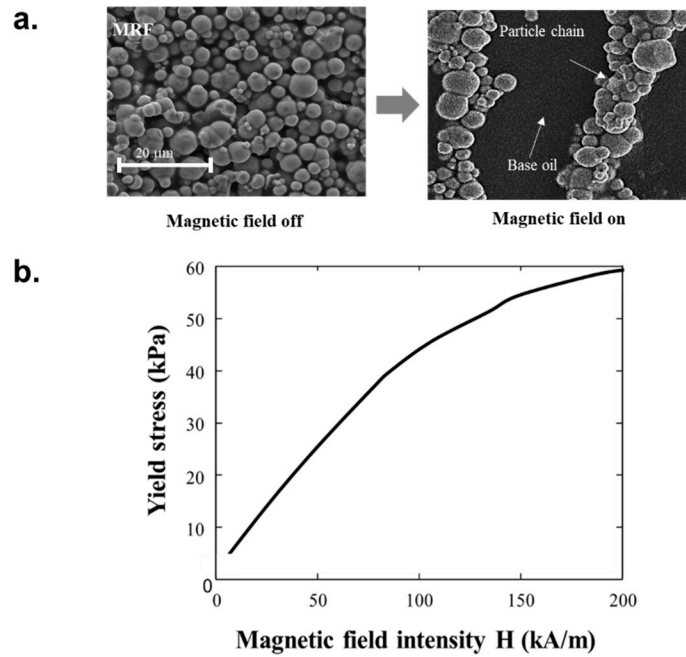 a.
MRF
20 μm
Particle chain
Base oil
Magnetic field off
Magnetic field on
b.
Yield stress (kPa)
60
50
40
30
20
10
0
0 50 100 150 200
Magnetic field intensity H (kA/m)